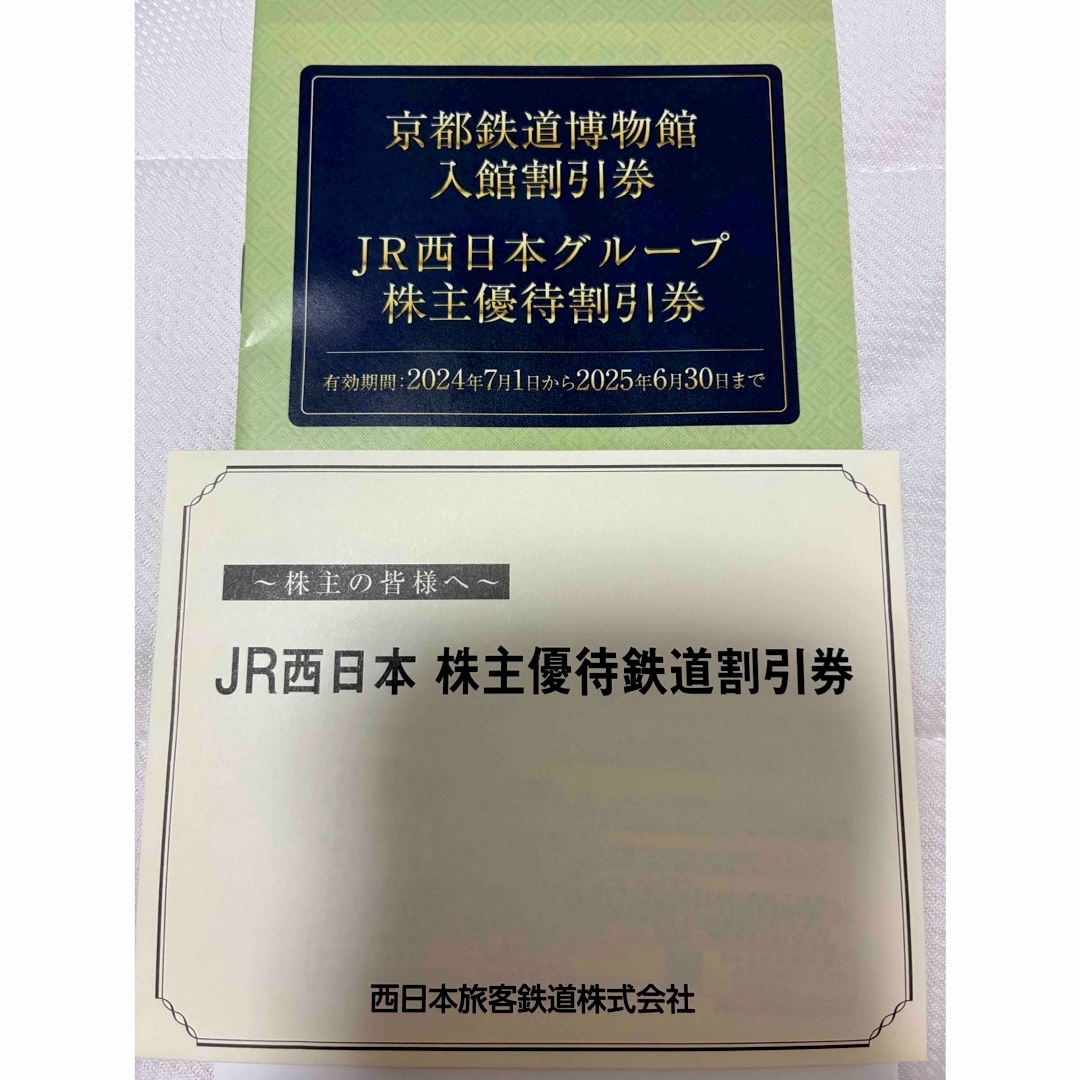 京都鉄道博物館
入館割引券
JR西日本グループ
株主優待割引券
有効期間:2024年7月1日から2025年6月30日まで
～株主の皆様へ～
JR西日本 株主優待鉄道割引券
西日本旅客鉄道株式会社